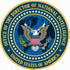 OFFICE OF THE DIRECTOR OF NATIONAL INTELLIGENCE
UNITED STATES OF AMERICA